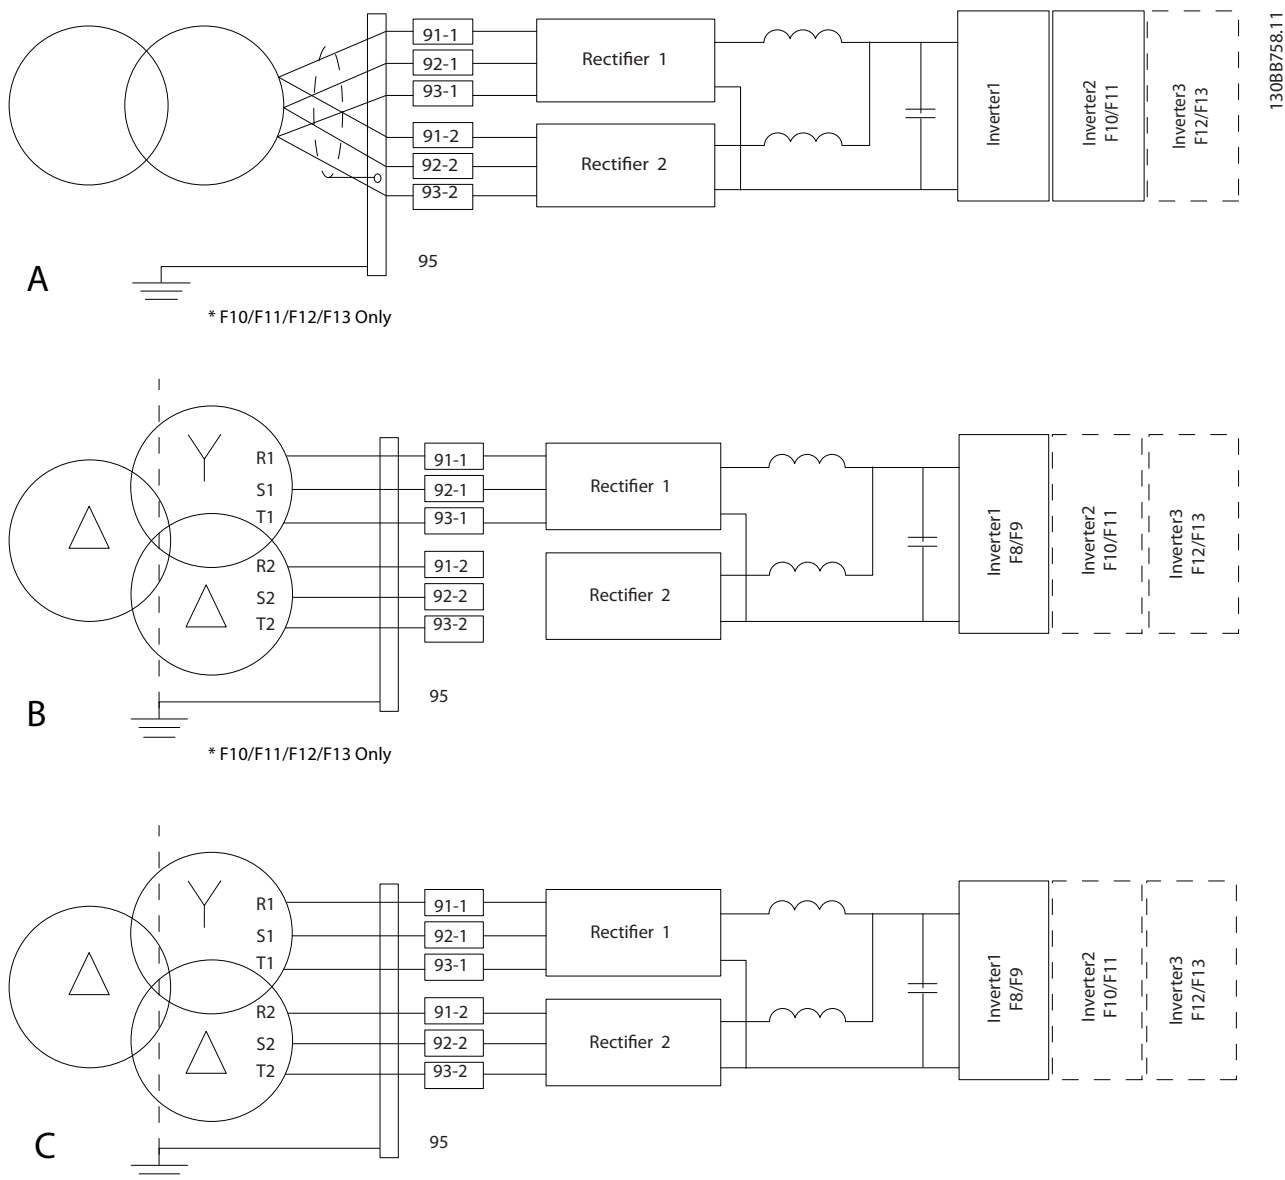 130BB758.11
91-1
92-1
93-1
91-2
92-2
93-2
Rectifier 1
Rectifier 2
Inverter1
Inverter2
F10/F11
Inverter3
F12/F13
95
A
* F10/F11/F12/F13 Only
R1
S1
T1
R2
S2
T2
91-1
92-1
93-1
91-2
92-2
93-2
Rectifier 1
Rectifier 2
Inverter1
F8/F9
Inverter2
F10/F11
Inverter3
F12/F13
95
B
* F10/F11/F12/F13 Only
R1
S1
T1
R2
S2
T2
91-1
92-1
93-1
91-2
92-2
93-2
Rectifier 1
Rectifier 2
Inverter1
F8/F9
Inverter2
F10/F11
Inverter3
F12/F13
95
C